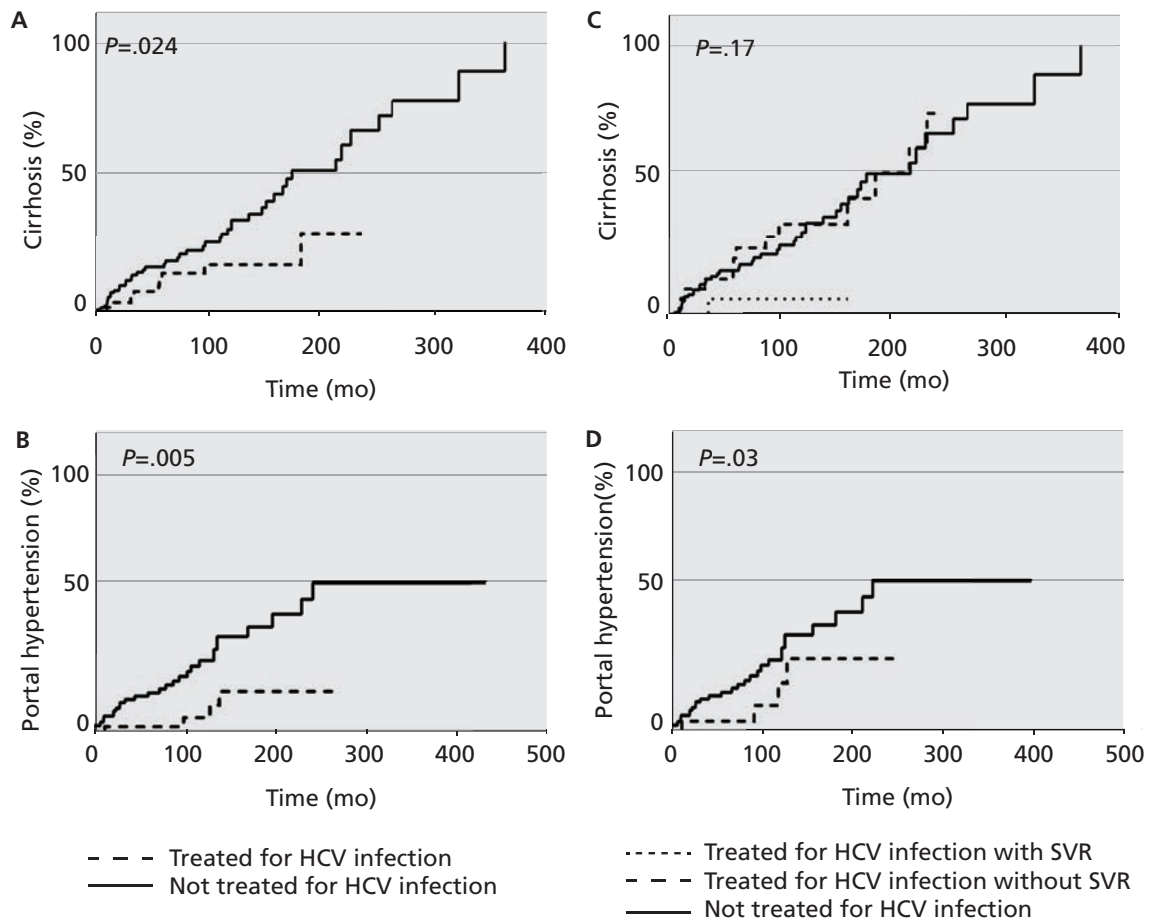 A
P=.024
Cirrhosis (%)
100
50
0
0 100 200 300 400
Time (mo)
C
P=.17
Cirrhosis (%)
100
50
0
0 100 200 300 400
Time (mo)
B
P=.005
Portal hypertension (%)
100
50
0
0 100 200 300 400 500
Time (mo)
D
P=.03
Portal hypertension(%)
100
50
0
0 100 200 300 400 500
Time (mo)
Treated for HCV infection
Not treated for HCV infection
Treated for HCV infection with SVR
Treated for HCV infection without SVR
Not treated for HCV infection